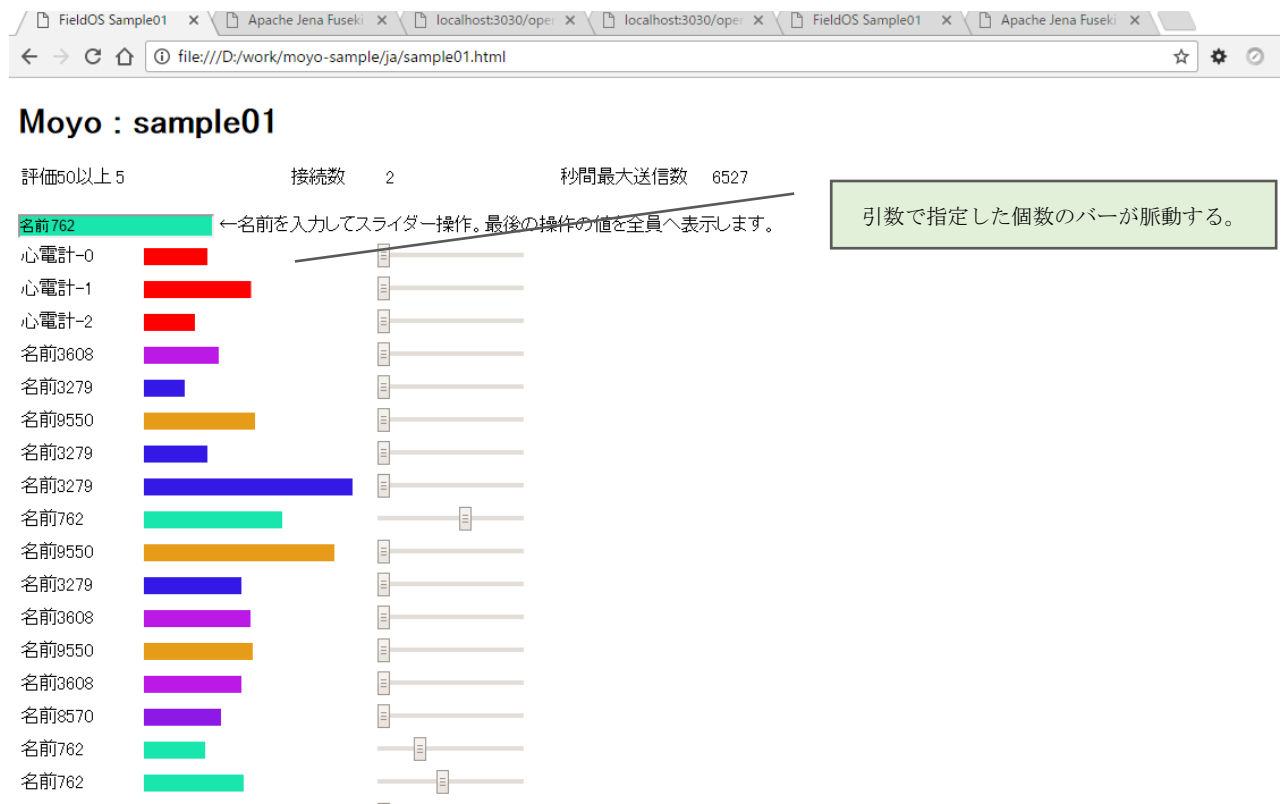 FieldOS Sample01 Apache Jena Fuseki localhost:3030/oper localhost:3030/oper FieldOS Sample01 Apache Jena Fuseki
file:///D:/work/moyo-sample/ja/sample01.html
Moyo : sample01
評価50以上 5 接続数 2 秒間最大送信数 6527
引数で指定した個数のバーが脈動する。
名前762 ←名前を入力してスライダー操作。最後の操作の値を全員へ表示します。
心電計-0
心電計-1
心電計-2
名前3608
名前3279
名前9550
名前3279
名前3279
名前762
名前9550
名前3279
名前3608
名前9550
名前3608
名前8570
名前762
名前762